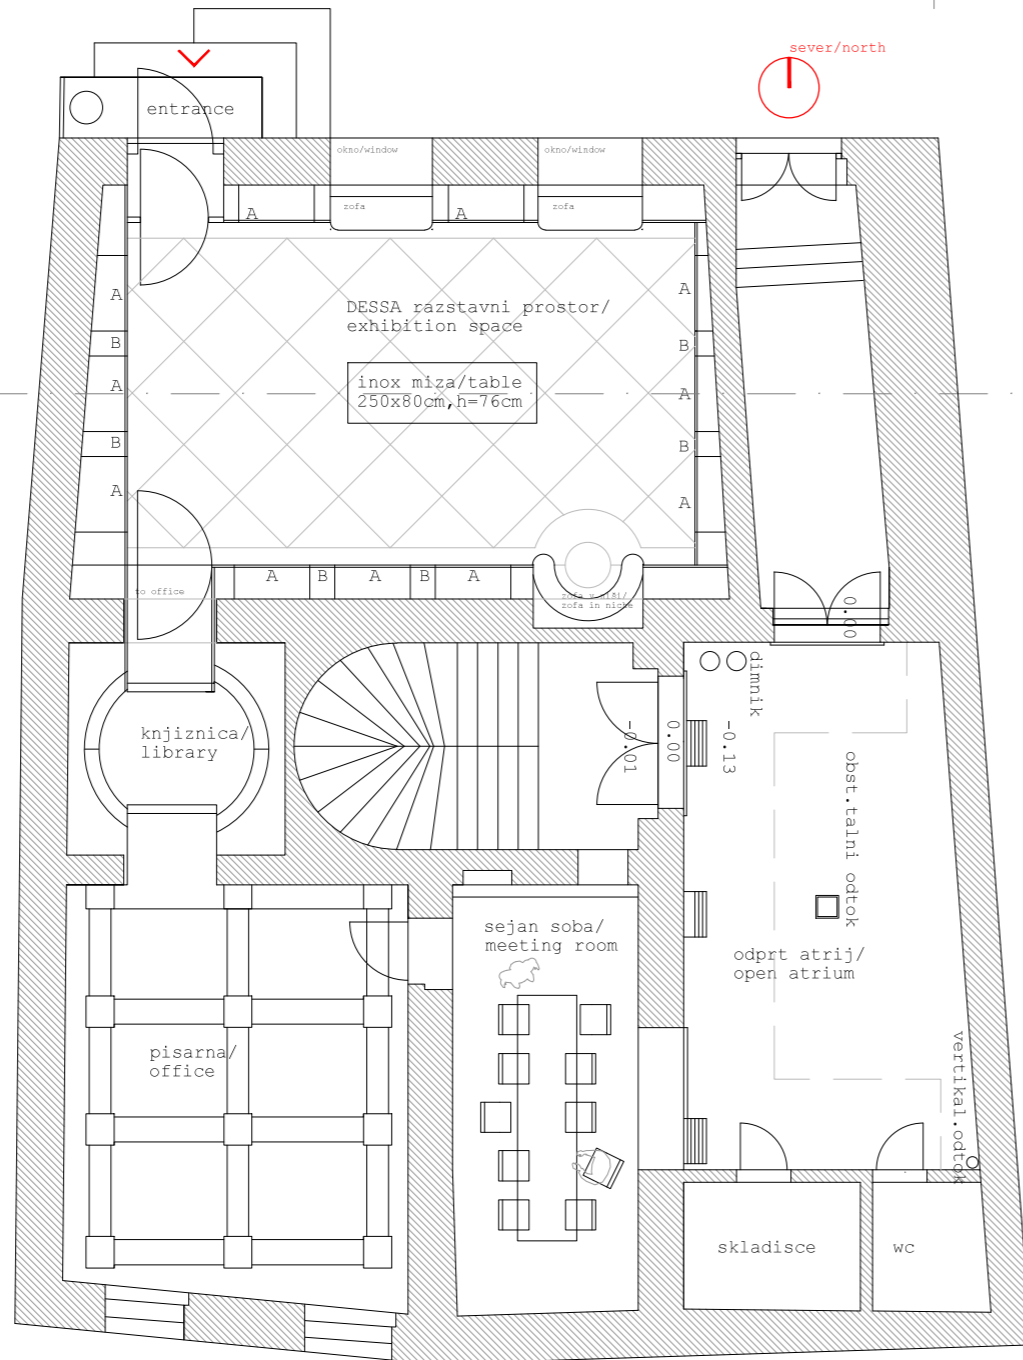 sever/north
entrance
okno/window
okno/window
zofa
zofa
A
A
DESSA razstavni prostor/
exhibition space
A
A
B
B
inox miza/table
250x80cm,h=76cm
A
A
B
B
A
A
A
B
A
B
A
to office
zofa v niši/
zofa in niche
0.00
dimnik
-0.01
0.00
-0.13
knjiznica/
library
obst.talni odtok
sejan soba/
meeting room
odprt atrij/
open atrium
pisarna/
office
vertikal.odtok
skladisce
wc